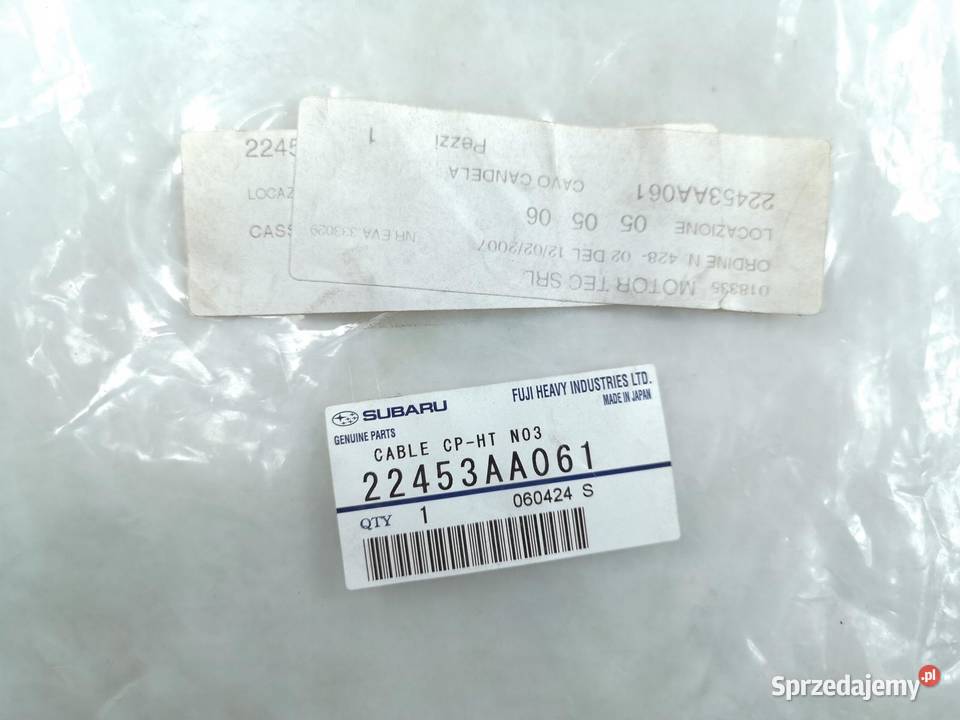 2245
LOCAZ
CASS
018335 MOTOR TEC SRL
ORDINE N 428- 02 DEL 12/02/2007
NR EVA 333029
LOCAZIONE 05 05 06
22453AA061
CAVO CANDELA
Pezzi 1
SUBARU
FUJI HEAVY INDUSTRIES LTD.
MADE IN JAPAN
GENUINE PARTS
CABLE CP-HT NO3
22453AA061
060424 S
QTY 1
Sprzedajemy.pl